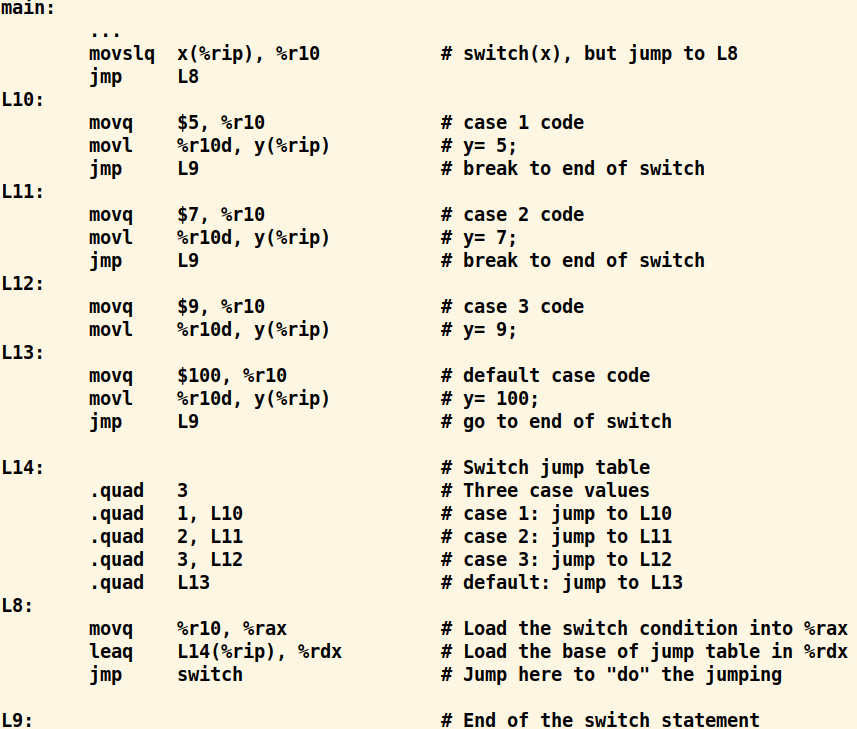 main:
        ...
        movslq  x(%rip), %r10           # switch(x), but jump to L8
        jmp     L8
L10:
        movq    $5, %r10                # case 1 code
        movl    %r10d, y(%rip)          # y= 5;
        jmp     L9                      # break to end of switch
L11:
        movq    $7, %r10                # case 2 code
        movl    %r10d, y(%rip)          # y= 7;
        jmp     L9                      # break to end of switch
L12:
        movq    $9, %r10                # case 3 code
        movl    %r10d, y(%rip)          # y= 9;
L13:
        movq    $100, %r10              # default case code
        movl    %r10d, y(%rip)          # y= 100;
        jmp     L9                      # go to end of switch

L14:                                    # Switch jump table
        .quad   3                       # Three case values
        .quad   1, L10                  # case 1: jump to L10
        .quad   2, L11                  # case 2: jump to L11
        .quad   3, L12                  # case 3: jump to L12
        .quad   L13                     # default: jump to L13
L8:
        movq    %r10, %rax              # Load the switch condition into %rax
        leaq    L14(%rip), %rdx         # Load the base of jump table in %rdx
        jmp     switch                  # Jump here to "do" the jumping

L9:                                     # End of the switch statement